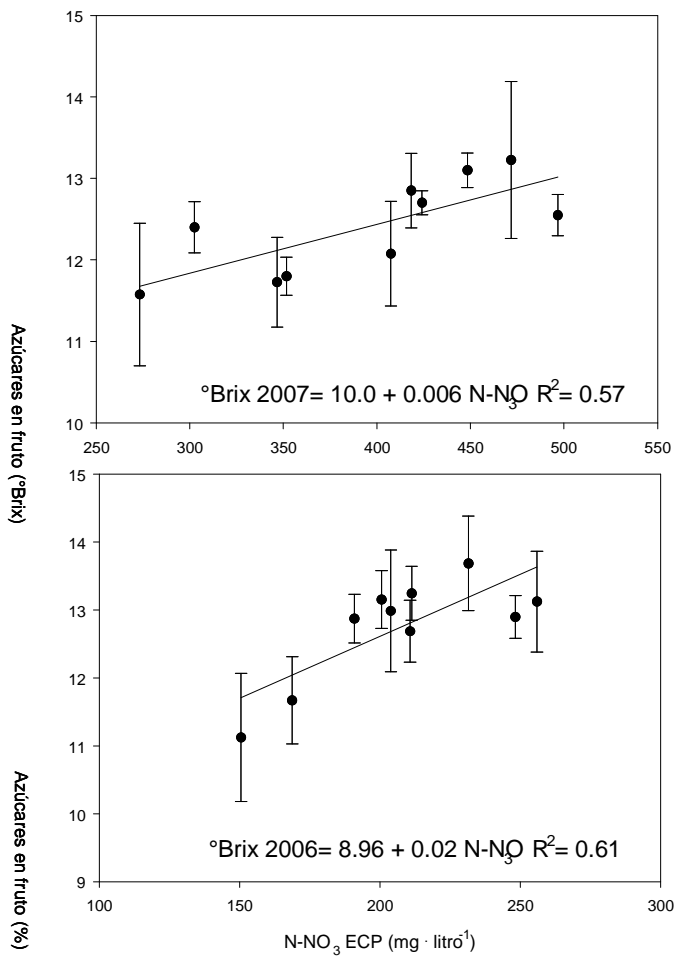 15
14
13
12
11
10
°Brix 2007= 10.0 + 0.006 N-NO3 R2= 0.57
250 300 350 400 450 500 550
Azúcares en fruto (°Brix)
15
14
13
12
11
10
9
°Brix 2006= 8.96 + 0.02 N-NO3 R2= 0.61
100 150 200 250 300
Azúcares en fruto (%)
N-NO3 ECP (mg · litro-1)